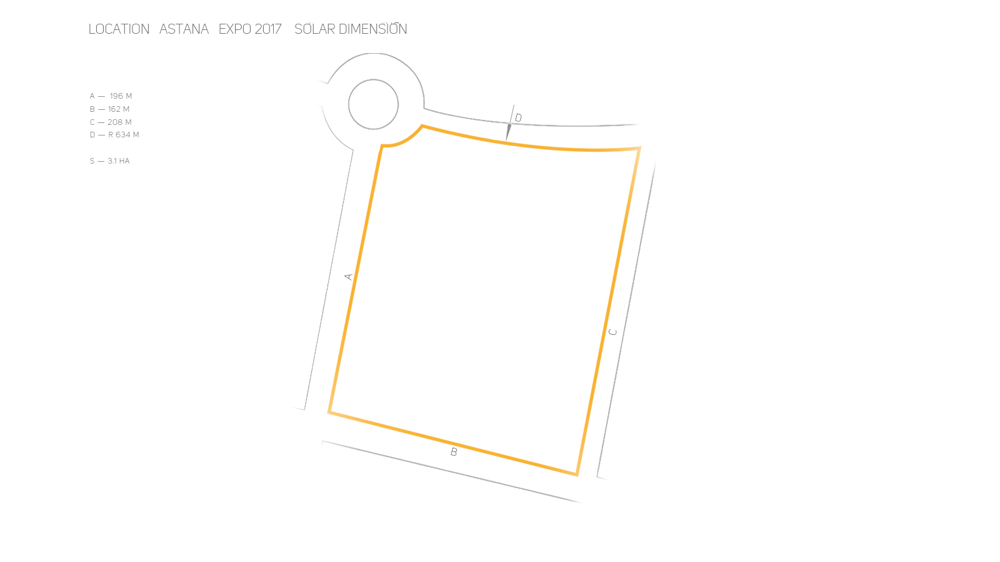 LOCATION ASTANA EXPO 2017 SOLAR DIMENSION
A — 196 M
B — 162 M
C — 208 M
D — R 634 M
S — 3.1 HA
D
A
C
B